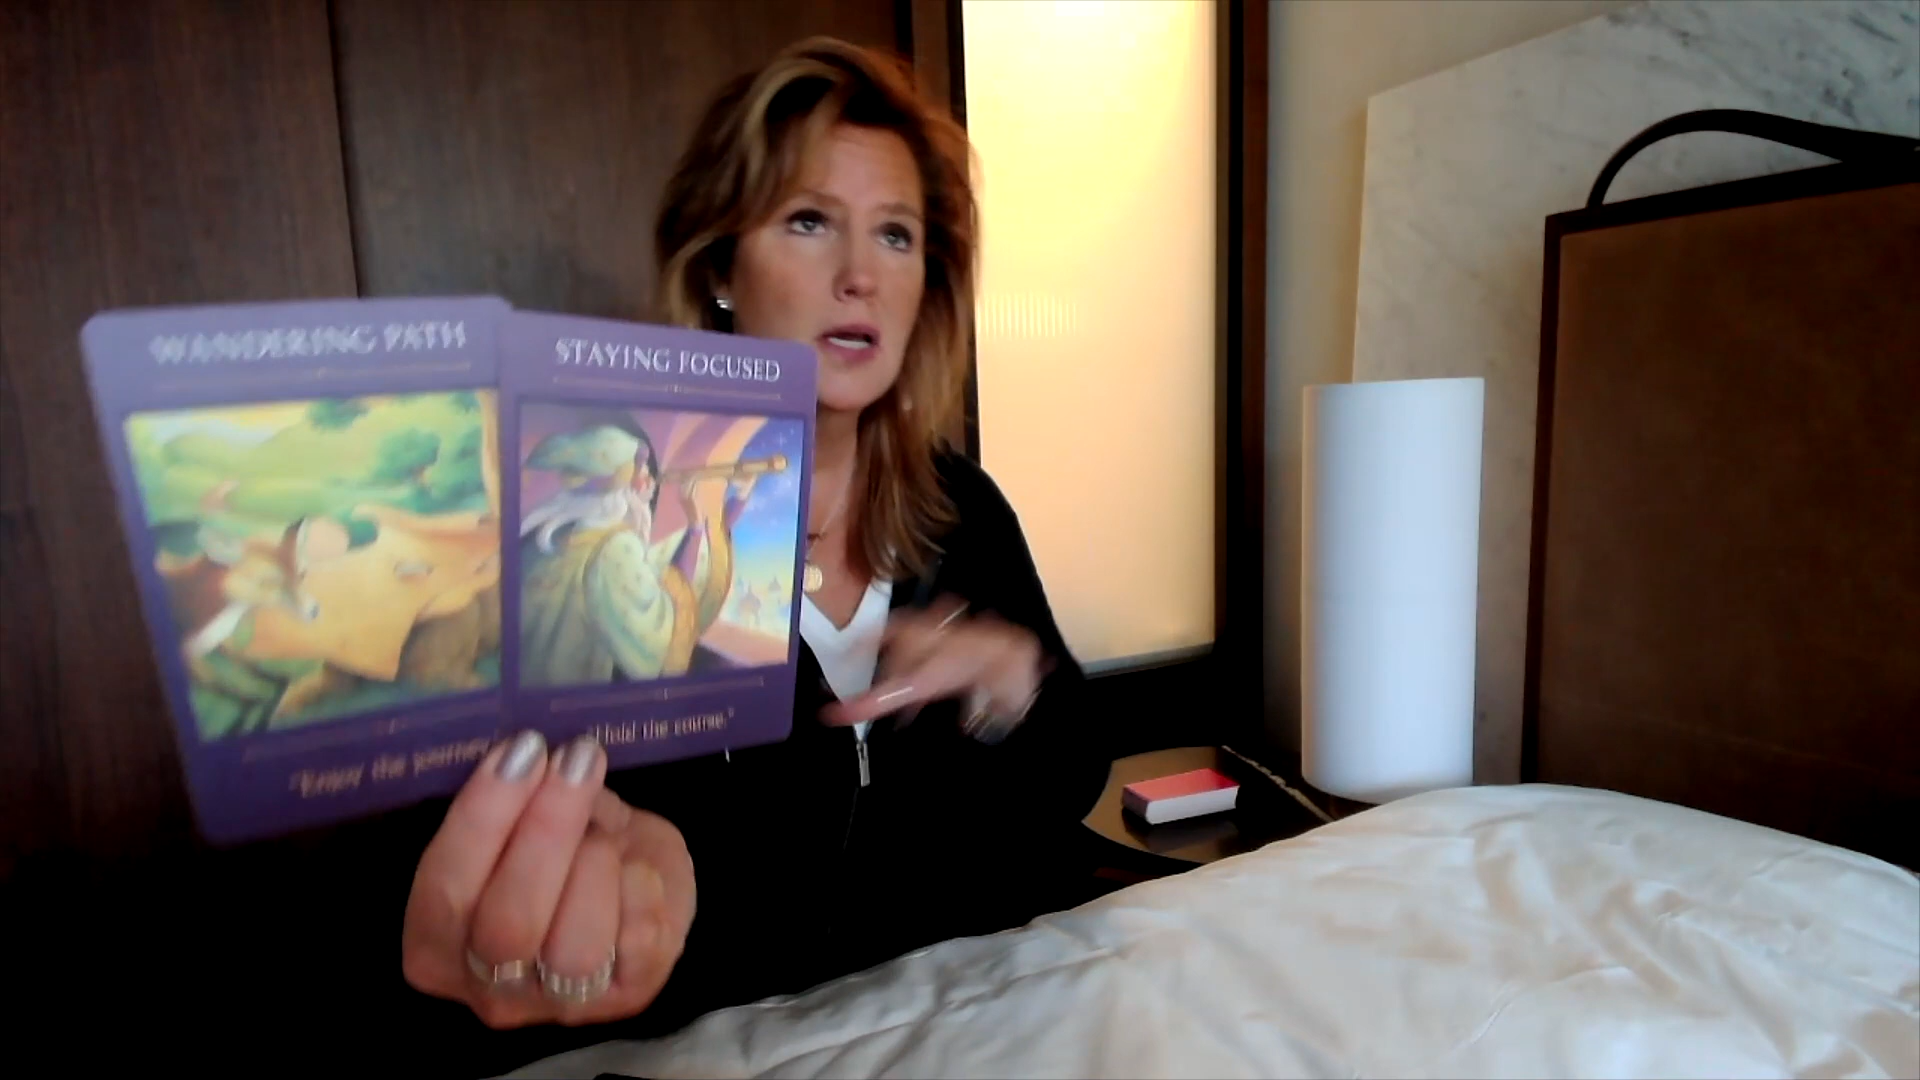 WANDERING PATH
"Enjoy the journey
STAYING FOCUSED
"Hold the course."